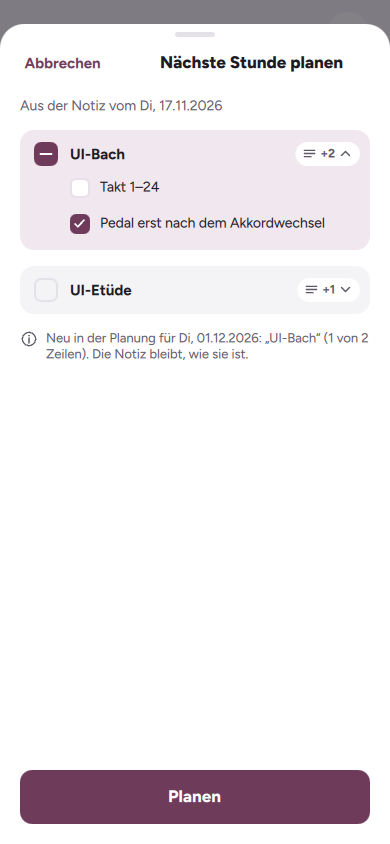 Abbrechen
Nächste Stunde planen
Aus der Notiz vom Di, 17.11.2026
UI-Bach
+2
Takt 1–24
Pedal erst nach dem Akkordwechsel
UI-Etüde
+1
Neu in der Planung für Di, 01.12.2026: „UI-Bach“ (1 von 2
Zeilen). Die Notiz bleibt, wie sie ist.
Planen